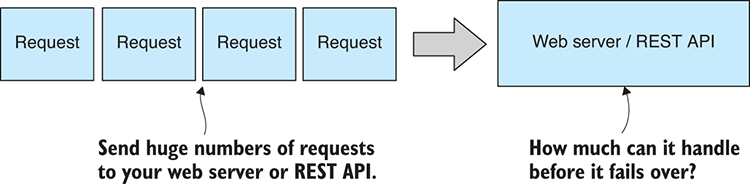 Request Request Request Request Web server / REST API
Send huge numbers of requests
to your web server or REST API.
How much can it handle
before it fails over?